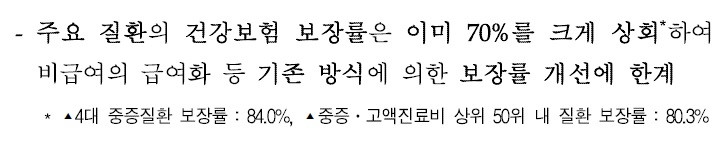 - 주요 질환의 건강보험 보장률은 이미 70%를 크게 상회*하여
비급여의 급여화 등 기존 방식에 의한 보장률 개선에 한계
* ▲4대 중증질환 보장률 : 84.0%, ▲중증·고액진료비 상위 50위 내 질환 보장률 : 80.3%